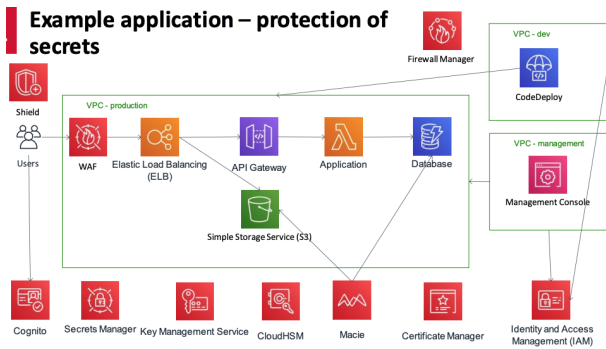 Example application – protection of
secrets
Firewall Manager
VPC - dev
CodeDeploy
Shield
VPC - production
Users
WAF
Elastic Load Balancing
(ELB)
API Gateway
Application
Database
VPC - management
Management Console
Simple Storage Service (S3)
Cognito
Secrets Manager
Key Management Service
CloudHSM
Macie
Certificate Manager
Identity and Access
Management (IAM)